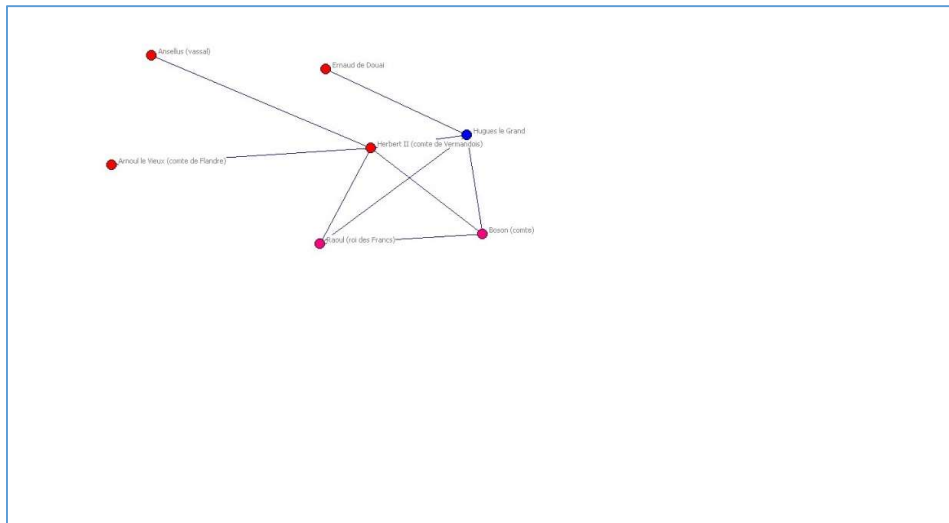 Ansellus (vassal)
Ernaud de Douai
Hugues le Grand
Herbert II (comte de Vermandois)
Arnoul le Vieux (comte de Flandre)
Boson (comte)
Raoul (roi des Francs)